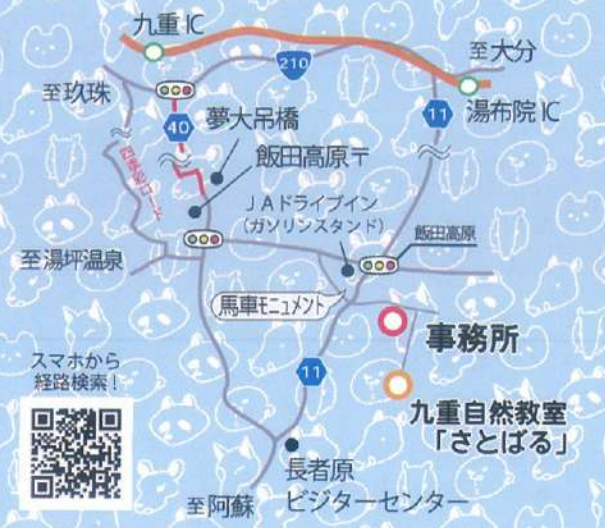 九重IC
至大分
210
至玖珠
湯布院IC
11
40
夢大吊橋
飯田高原〒
四季彩ロード
JAドライブイン
(ガソリンスタンド)
飯田高原
至湯坪温泉
馬車モニュメント
事務所
スマホから
経路検索!
11
九重自然教室
「さとばる」
長者原
ビジターセンター
至阿蘇